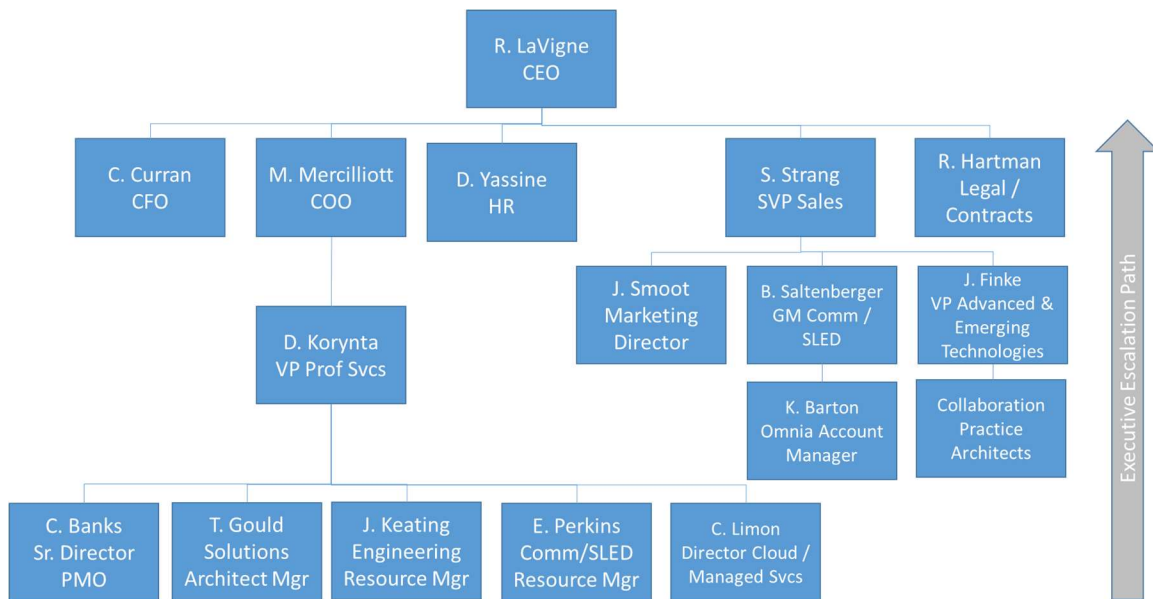 R. LaVigne
CEO
C. Curran
CFO
M. Mercilliott
COO
D. Yassine
HR
S. Strang
SVP Sales
R. Hartman
Legal /
Contracts
J. Smoot
Marketing
Director
B. Saltenberger
GM Comm /
SLED
J. Finke
VP Advanced &
Emerging
Technologies
D. Korynta
VP Prof Svcs
K. Barton
Omnia Account
Manager
Collaboration
Practice
Architects
C. Banks
Sr. Director
PMO
T. Gould
Solutions
Architect Mgr
J. Keating
Engineering
Resource Mgr
E. Perkins
Comm/SLED
Resource Mgr
C. Limon
Director Cloud /
Managed Svcs
Executive Escalation Path